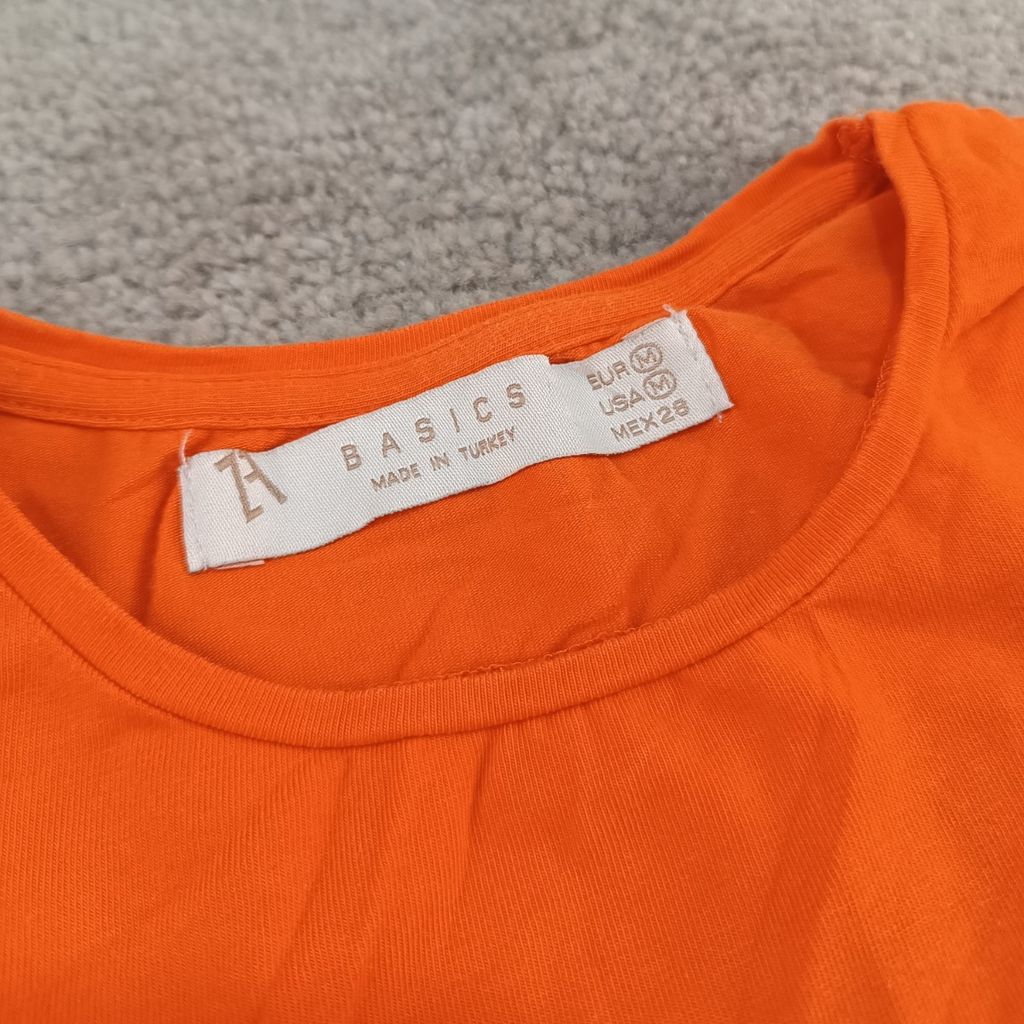 ZA
BASICS
MADE IN TURKEY
EUR M
USA M
MEX 28